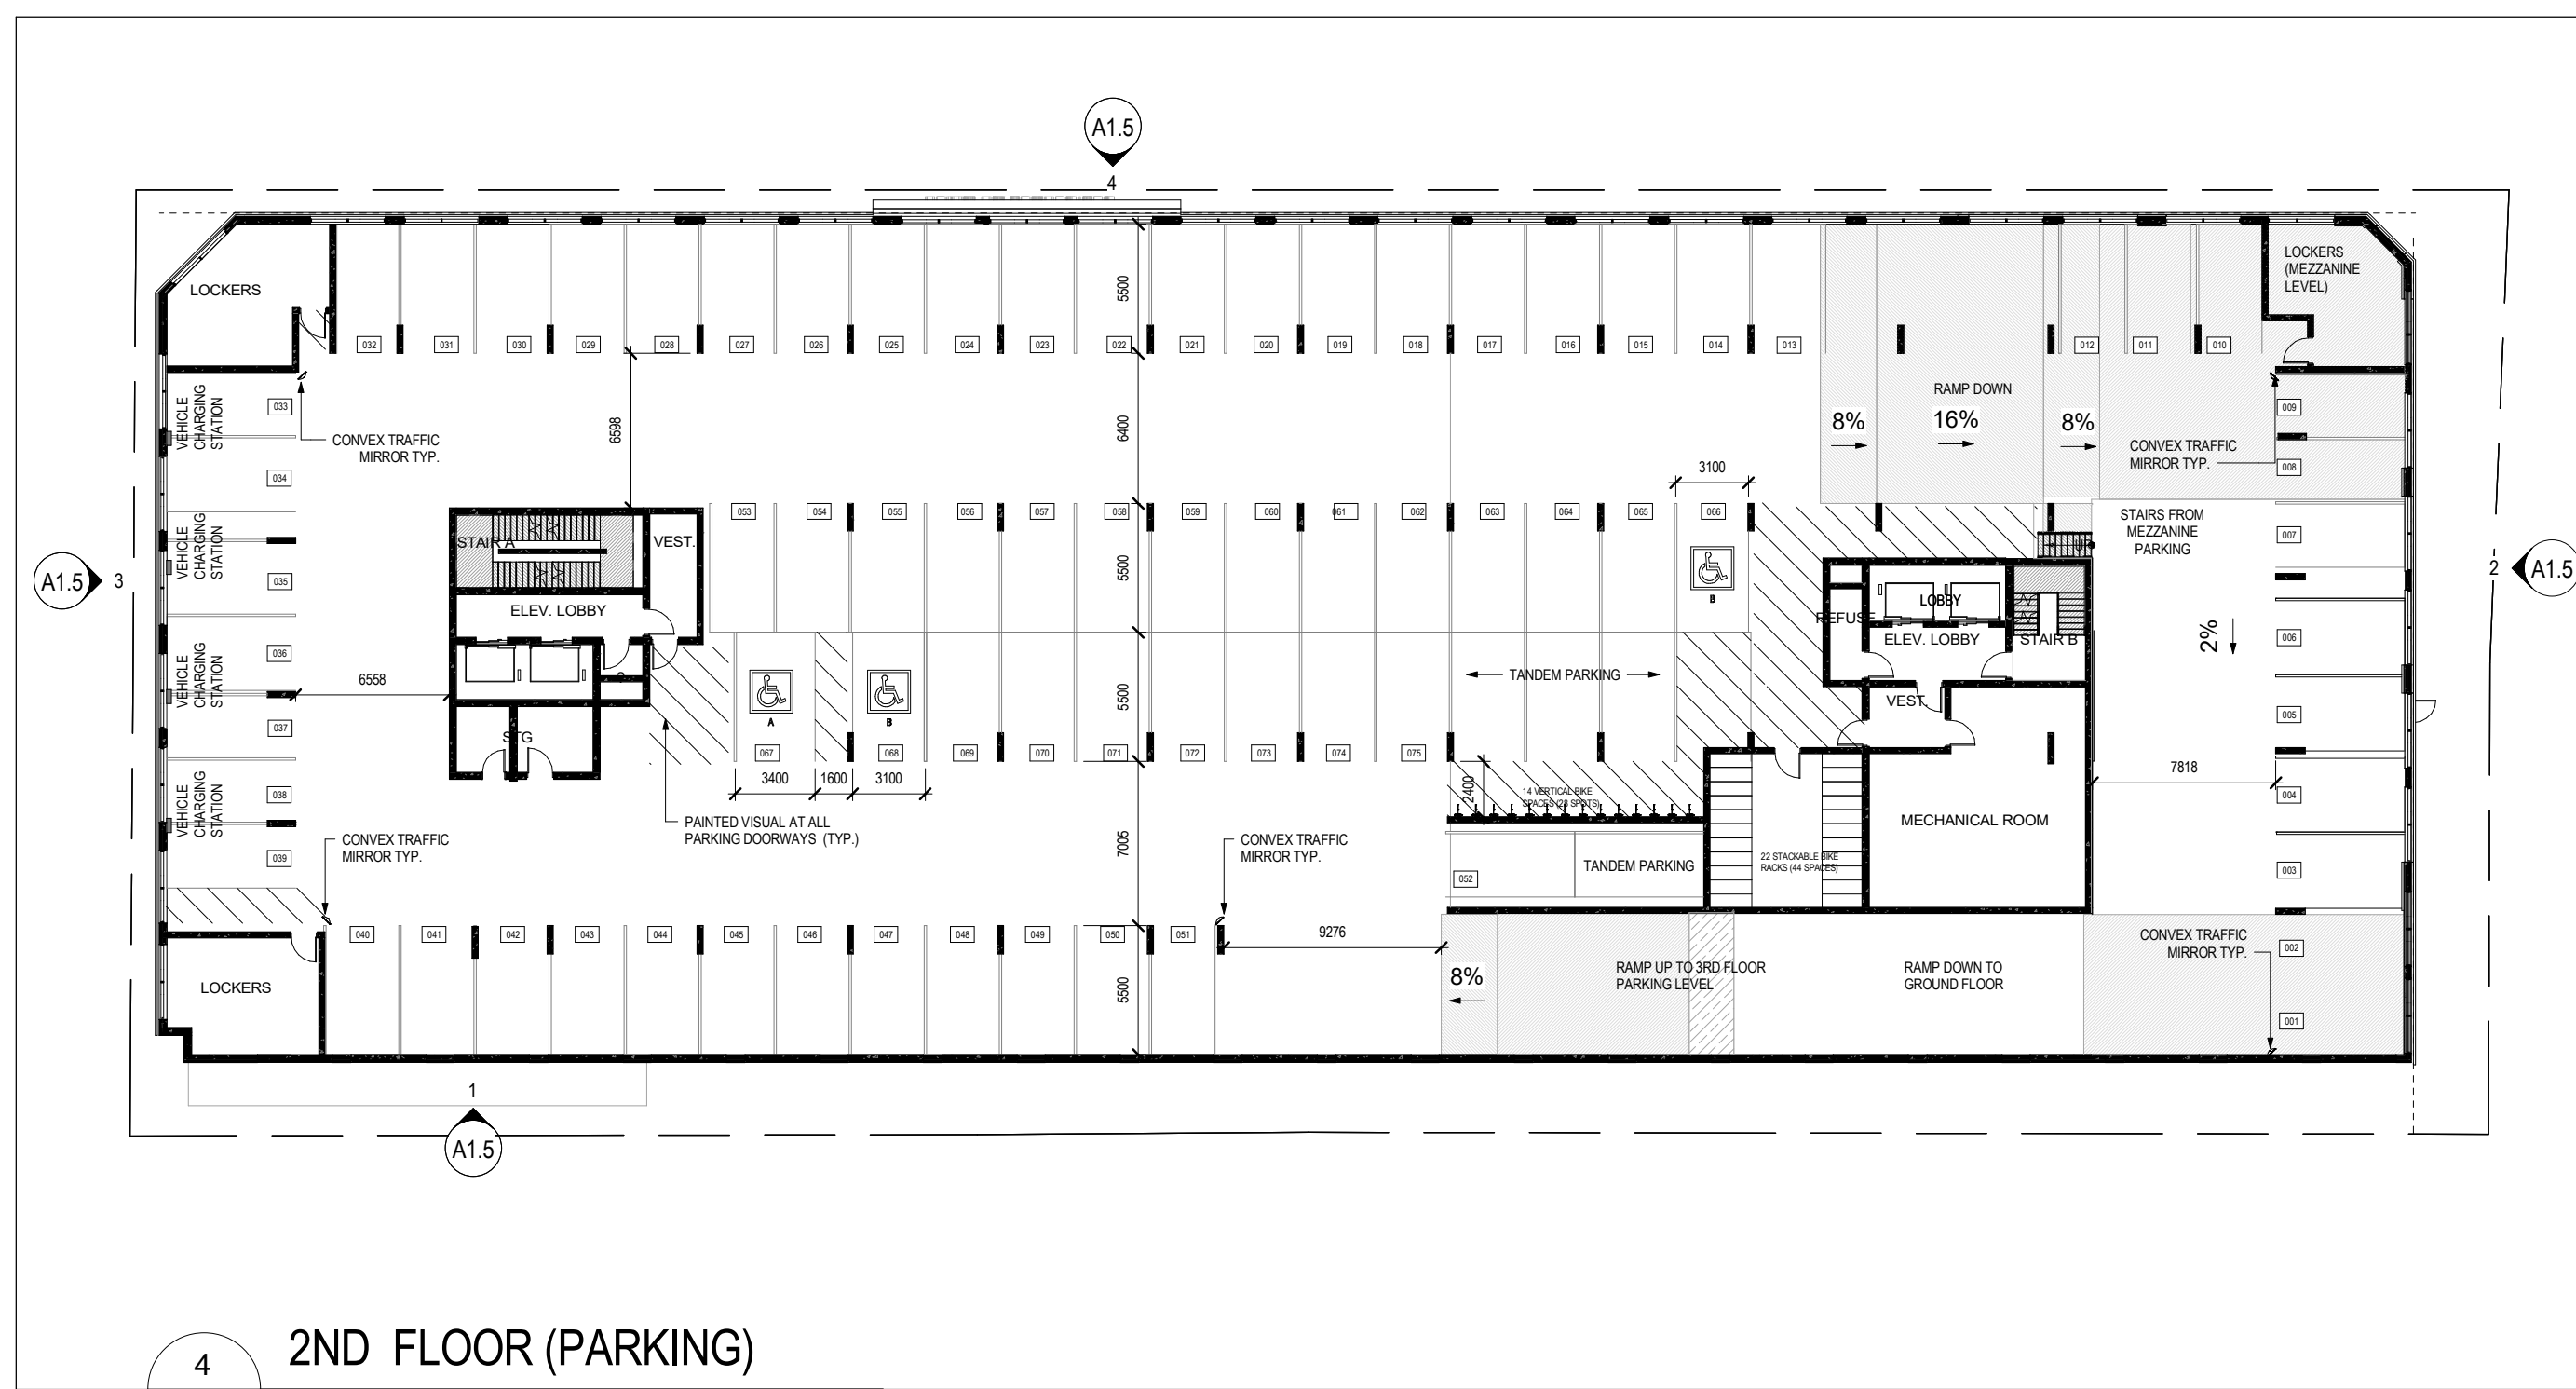 A1.5
4
LOCKERS
LOCKERS
(MEZZANINE
LEVEL)
5500
032
031
030
029
028
027
026
025
024
023
022
021
020
019
018
017
016
015
014
013
012
011
010
VEHICLE
CHARGING
STATION
033
CONVEX TRAFFIC
MIRROR TYP.
034
6598
6400
RAMP DOWN
8%
16%
8%
CONVEX TRAFFIC
MIRROR TYP.
009
008
3100
053
054
055
056
057
058
059
060
061
062
063
064
065
066
STAIRS FROM
MEZZANINE
PARKING
007
VEHICLE
CHARGING
STATION
035
STAIR A
VEST.
5500
B
UP
A1.5
3
2
A1.5
ELEV. LOBBY
LOBBY
REFUSE
ELEV. LOBBY
STAIR B
2%
006
VEHICLE
CHARGING
STATION
036
6558
037
STG
A
B
5500
TANDEM PARKING
VEST.
005
067
068
069
070
071
072
073
074
075
3400
1600
3100
2400
14 VERTICAL BIKE
SPACES (28 SPOTS)
7818
004
VEHICLE
CHARGING
STATION
038
039
PAINTED VISUAL AT ALL
PARKING DOORWAYS (TYP.)
CONVEX TRAFFIC
MIRROR TYP.
7005
CONVEX TRAFFIC
MIRROR TYP.
052
TANDEM PARKING
22 STACKABLE BIKE
RACKS (44 SPACES)
MECHANICAL ROOM
003
040
041
042
043
044
045
046
047
048
049
050
051
9276
CONVEX TRAFFIC
MIRROR TYP.
002
LOCKERS
5500
8%
RAMP UP TO 3RD FLOOR
PARKING LEVEL
RAMP DOWN TO
GROUND FLOOR
001
1
A1.5
4
2ND FLOOR (PARKING)